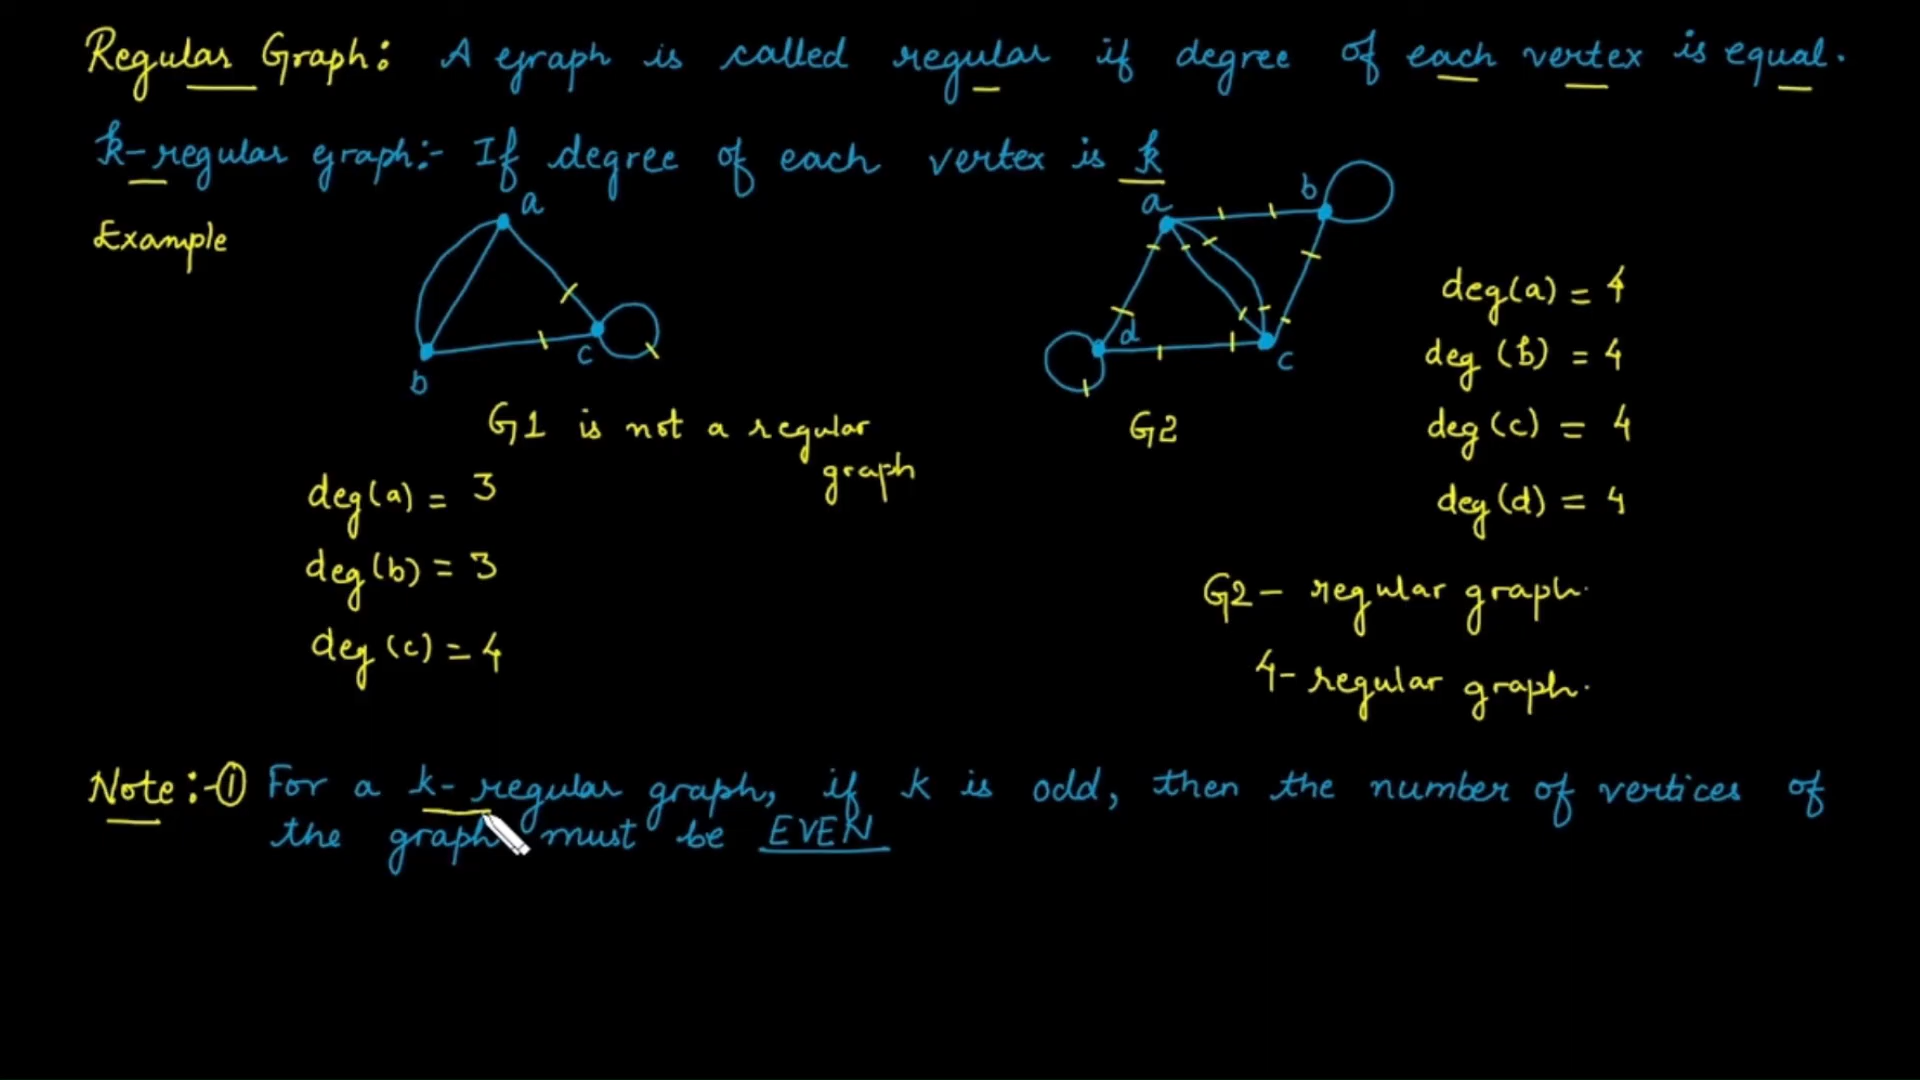 Regular Graph: A graph is called regular if degree of each vertex is equal.
k-regular graph:- If degree of each vertex is k
Example
a
b
c
G1 is not a regular
graph
deg(a) = 3
deg(b) = 3
deg(c) = 4
a
b
d
c
G2
deg(a) = 4
deg(b) = 4
deg(c) = 4
deg(d) = 4
G2 - regular graph.
4- regular graph.
Note:-① For a k-regular graph, if k is odd, then the number of vertices of
the graph must be EVEN